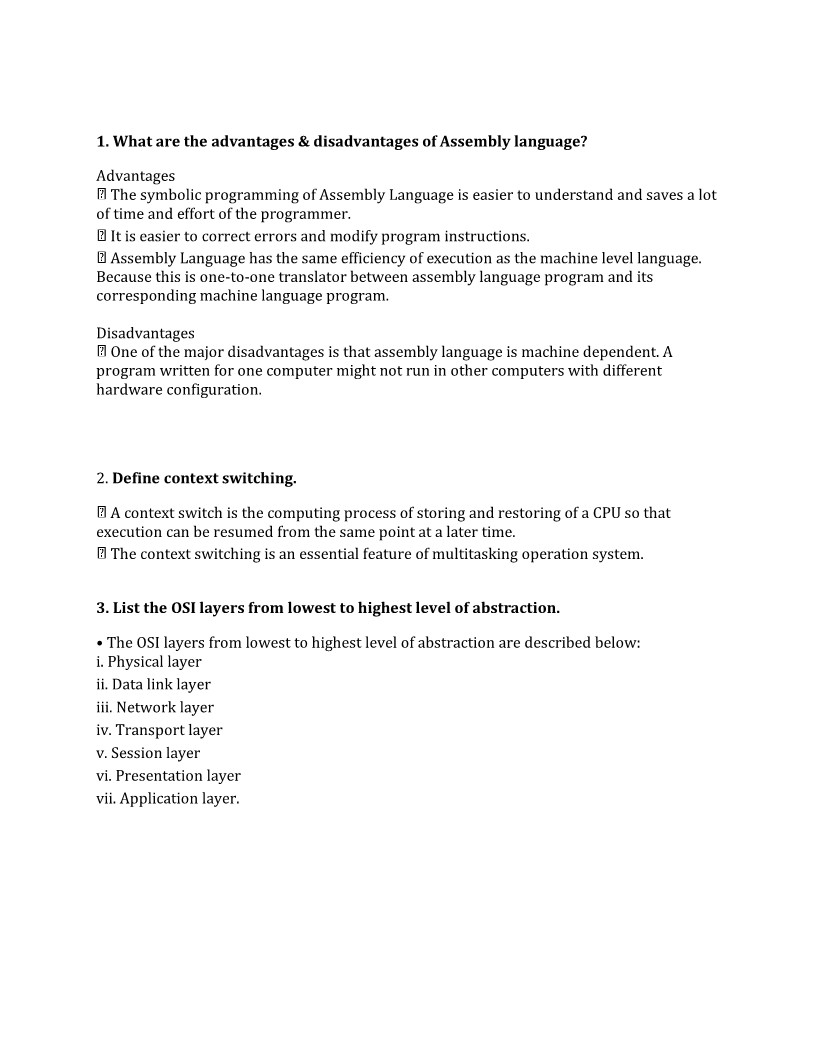 1. What are the advantages & disadvantages of Assembly language?
Advantages
⍰ The symbolic programming of Assembly Language is easier to understand and saves a lot
of time and effort of the programmer.
⍰ It is easier to correct errors and modify program instructions.
⍰ Assembly Language has the same efficiency of execution as the machine level language.
Because this is one-to-one translator between assembly language program and its
corresponding machine language program.
Disadvantages
⍰ One of the major disadvantages is that assembly language is machine dependent. A
program written for one computer might not run in other computers with different
hardware configuration.
2. Define context switching.
⍰ A context switch is the computing process of storing and restoring of a CPU so that
execution can be resumed from the same point at a later time.
⍰ The context switching is an essential feature of multitasking operation system.
3. List the OSI layers from lowest to highest level of abstraction.
• The OSI layers from lowest to highest level of abstraction are described below:
i. Physical layer
ii. Data link layer
iii. Network layer
iv. Transport layer
v. Session layer
vi. Presentation layer
vii. Application layer.